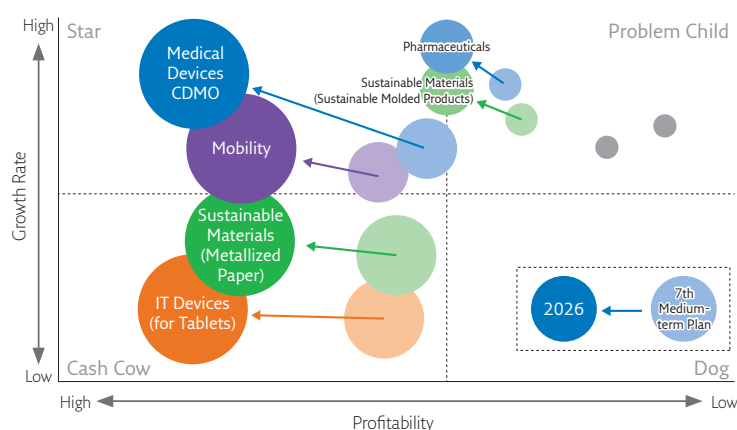 High
Star
Problem Child
Medical
Devices
CDMO
Pharmaceuticals
Sustainable Materials
(Sustainable Molded Products)
Mobility
Growth Rate
Sustainable
Materials
(Metallized
Paper)
IT Devices
(for Tablets)
2026
7th
Medium-
term Plan
Low
Cash Cow
Dog
High
Low
Profitability